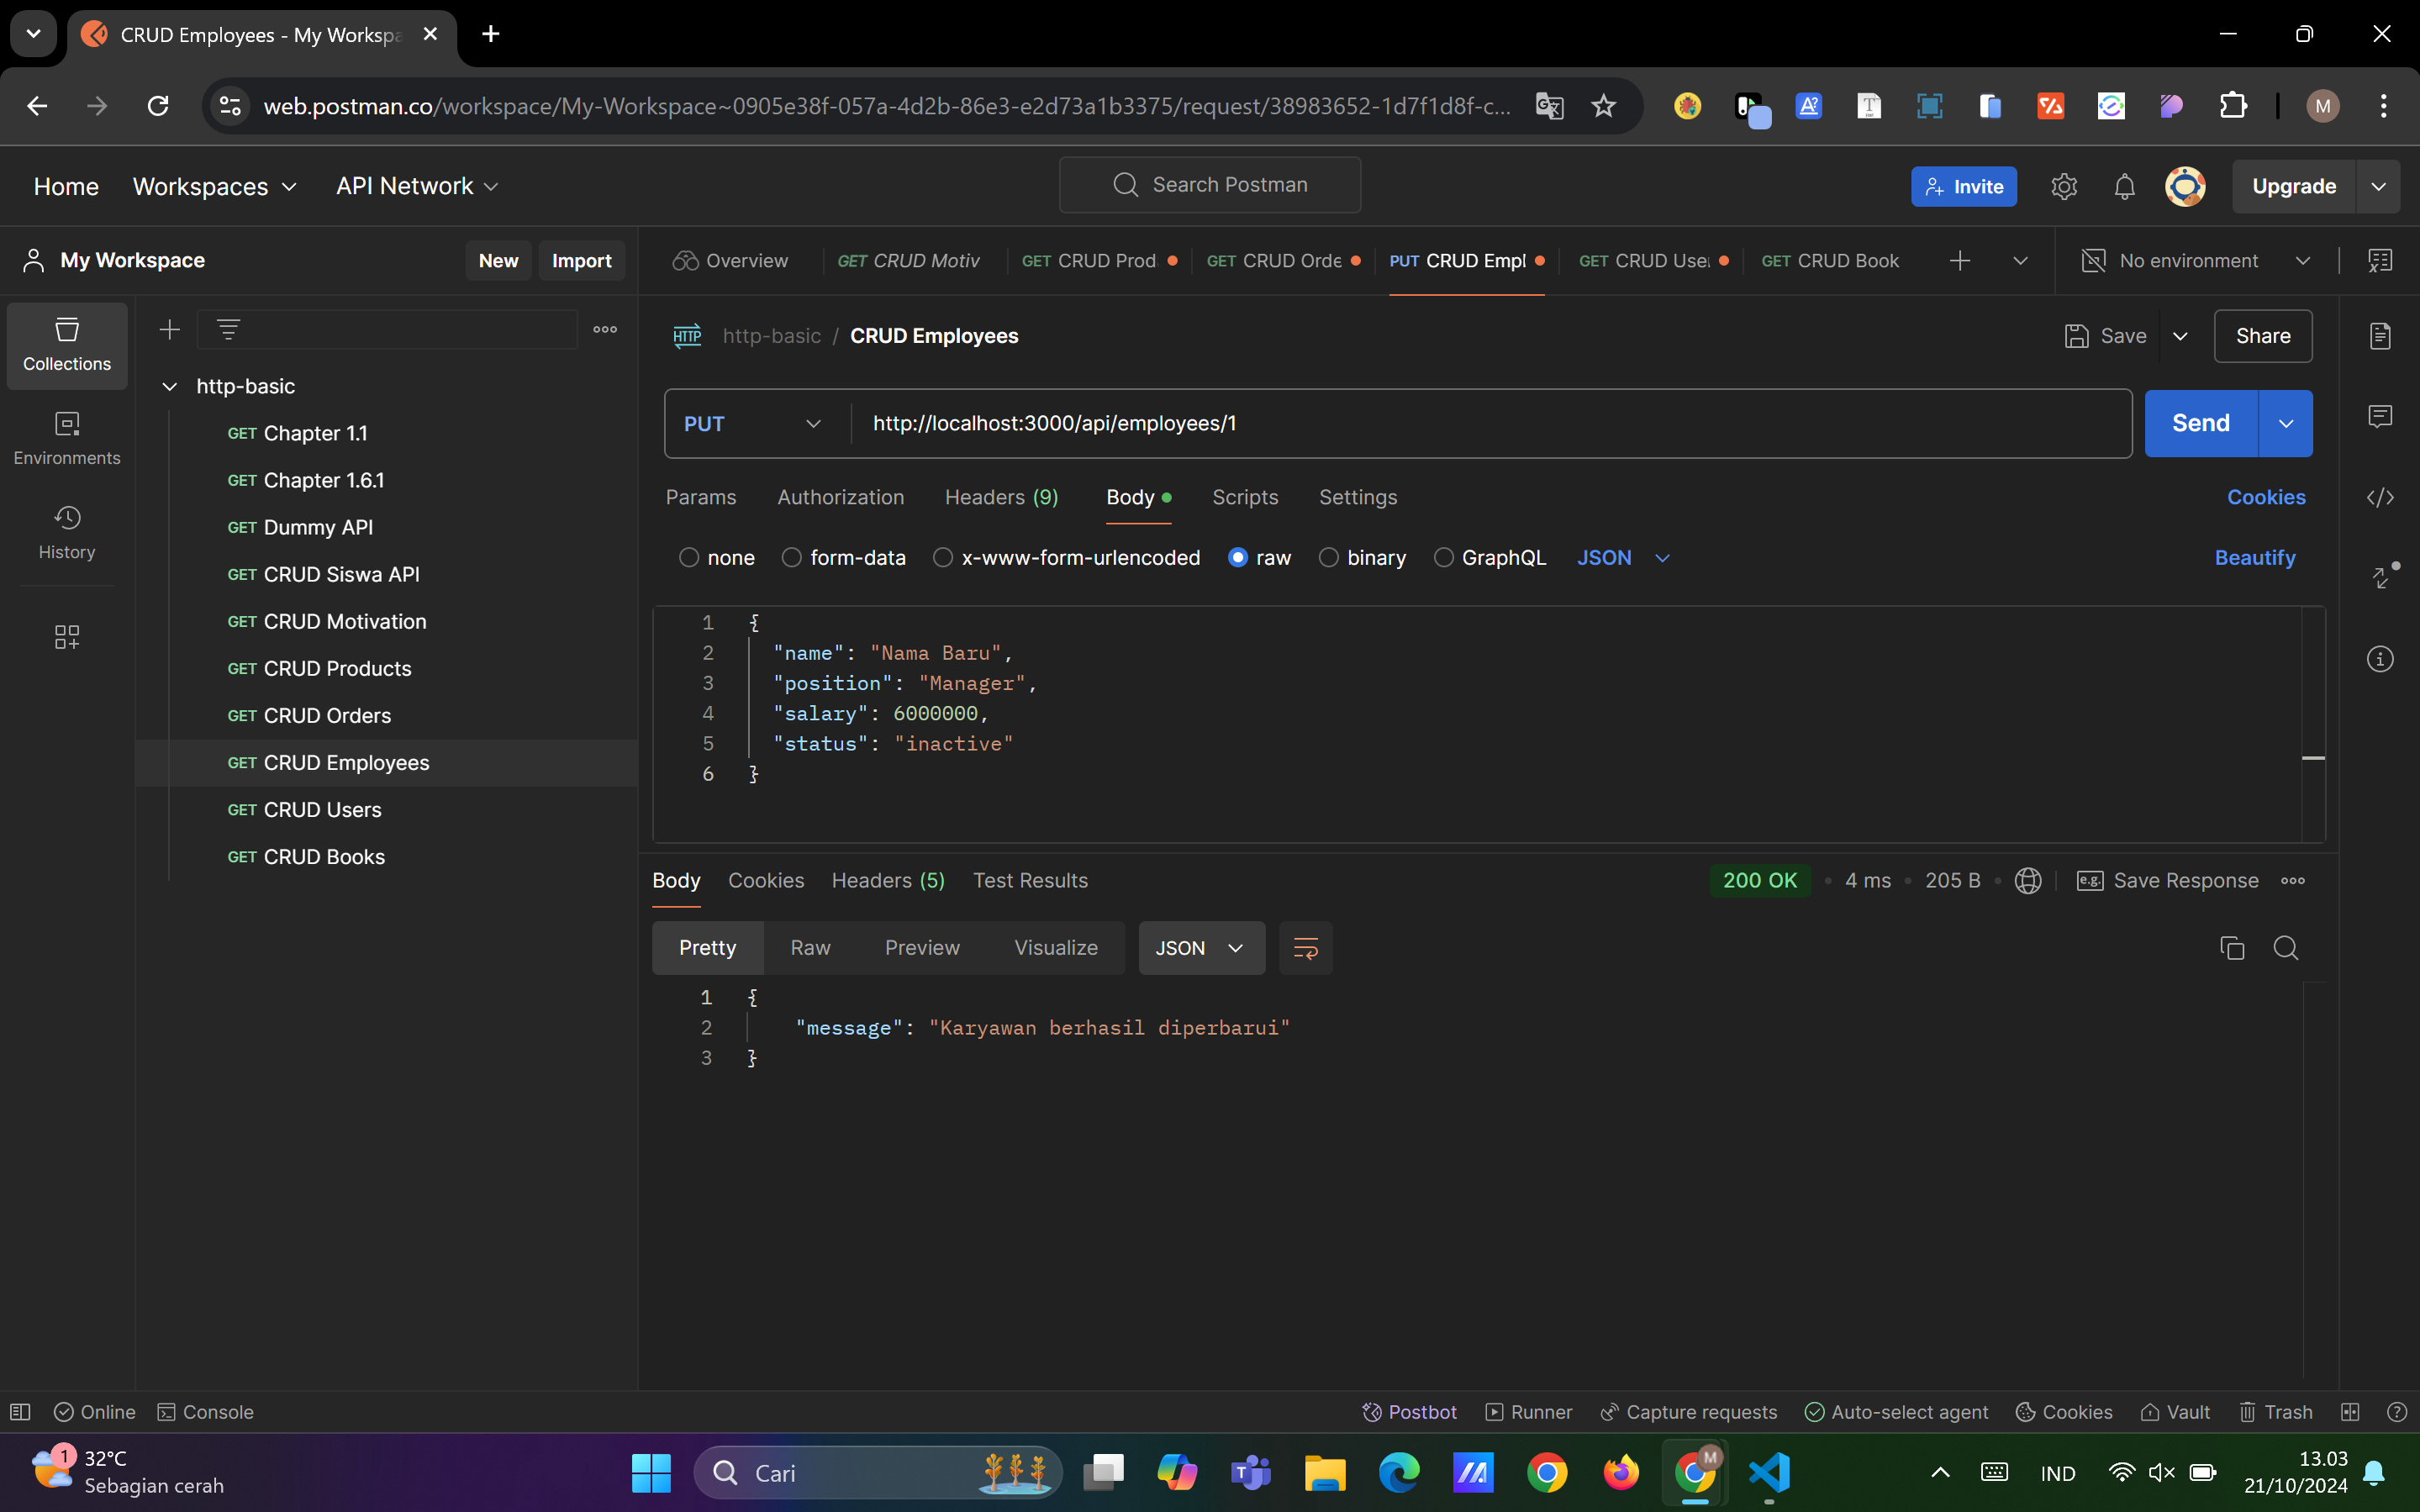 CRUD Employees - My Workspa
web.postman.co/workspace/My-Workspace~0905e38f-057a-4d2b-86e3-e2d73a1b3375/request/38983652-1d7f1d8f-c...
M
Home
Workspaces
API Network
Search Postman
Invite
Upgrade
My Workspace
New
Import
Overview
GET CRUD Motiv
GET CRUD Prod
GET CRUD Orde
PUT CRUD Empl
GET CRUD Use
GET CRUD Book
No environment
Collections
Environments
History
http-basic
GET Chapter 1.1
GET Chapter 1.6.1
GET Dummy API
GET CRUD Siswa API
GET CRUD Motivation
GET CRUD Products
GET CRUD Orders
GET CRUD Employees
GET CRUD Users
GET CRUD Books
HTTP http-basic / CRUD Employees
Save
Share
PUT
http://localhost:3000/api/employees/1
Send
Params
Authorization
Headers (9)
Body
Scripts
Settings
Cookies
none
form-data
x-www-form-urlencoded
raw
binary
GraphQL
JSON
Beautify
1 {
2 "name": "Nama Baru",
3 "position": "Manager",
4 "salary": 6000000,
5 "status": "inactive"
6 }
Body
Cookies
Headers (5)
Test Results
200 OK
4 ms
205 B
e.g. Save Response
Pretty
Raw
Preview
Visualize
JSON
1 {
2 "message": "Karyawan berhasil diperbarui"
3 }
Online
Console
Postbot
Runner
Capture requests
Auto-select agent
Cookies
Vault
Trash
1
32°C
Sebagian cerah
Cari
M
IND
13.03
21/10/2024